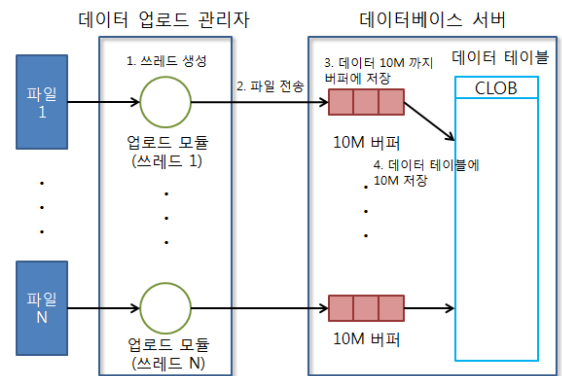 데이터 업로드 관리자
데이터베이스 서버
1. 쓰레드 생성
2. 파일 전송
3. 데이터 10M 까지
버퍼에 저장
데이터 테이블
CLOB
파일
1
업로드 모듈
(쓰레드 1)
10M 버퍼
4. 데이터 테이블에
10M 저장
파일
N
업로드 모듈
(쓰레드 N)
10M 버퍼